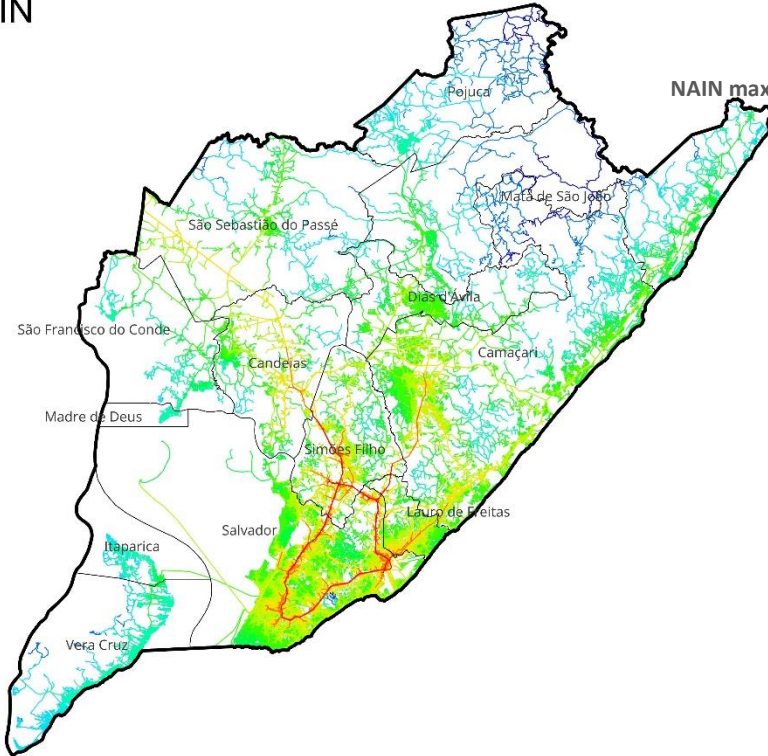 IN
Pojuca
NAIN max
Mata de São João
São Sebastião do Passé
Dias d'Ávila
São Francisco do Conde
Candeias
Camaçari
Madre de Deus
Simões Filho
Lauro de Freitas
Salvador
Itaparica
Vera Cruz